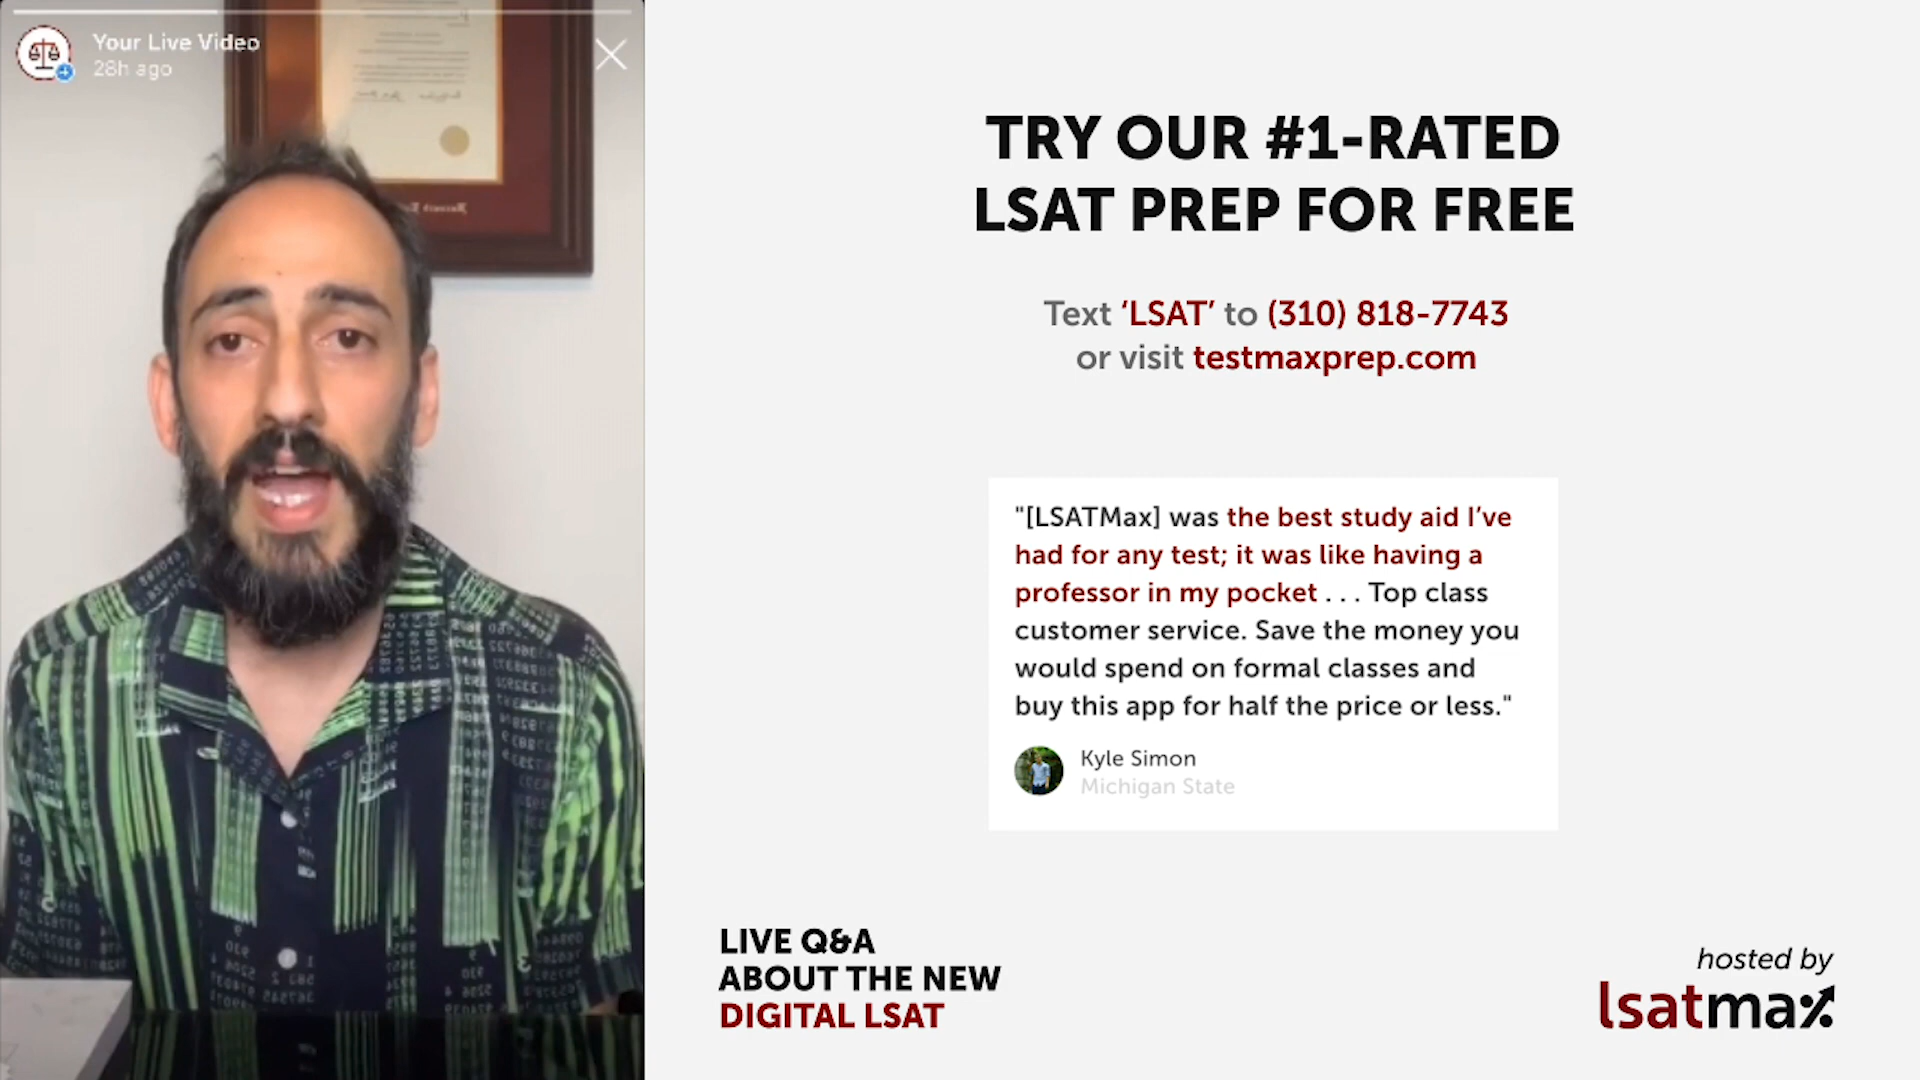 Your Live Video
28h ago
TRY OUR #1-RATED
LSAT PREP FOR FREE
Text ‘LSAT’ to (310) 818-7743
or visit testmaxprep.com
"[LSATMax] was the best study aid I’ve
had for any test; it was like having a
professor in my pocket . . . Top class
customer service. Save the money you
would spend on formal classes and
buy this app for half the price or less."
Kyle Simon
Michigan State
LIVE Q&A
ABOUT THE NEW
DIGITAL LSAT
hosted by
lsatmax